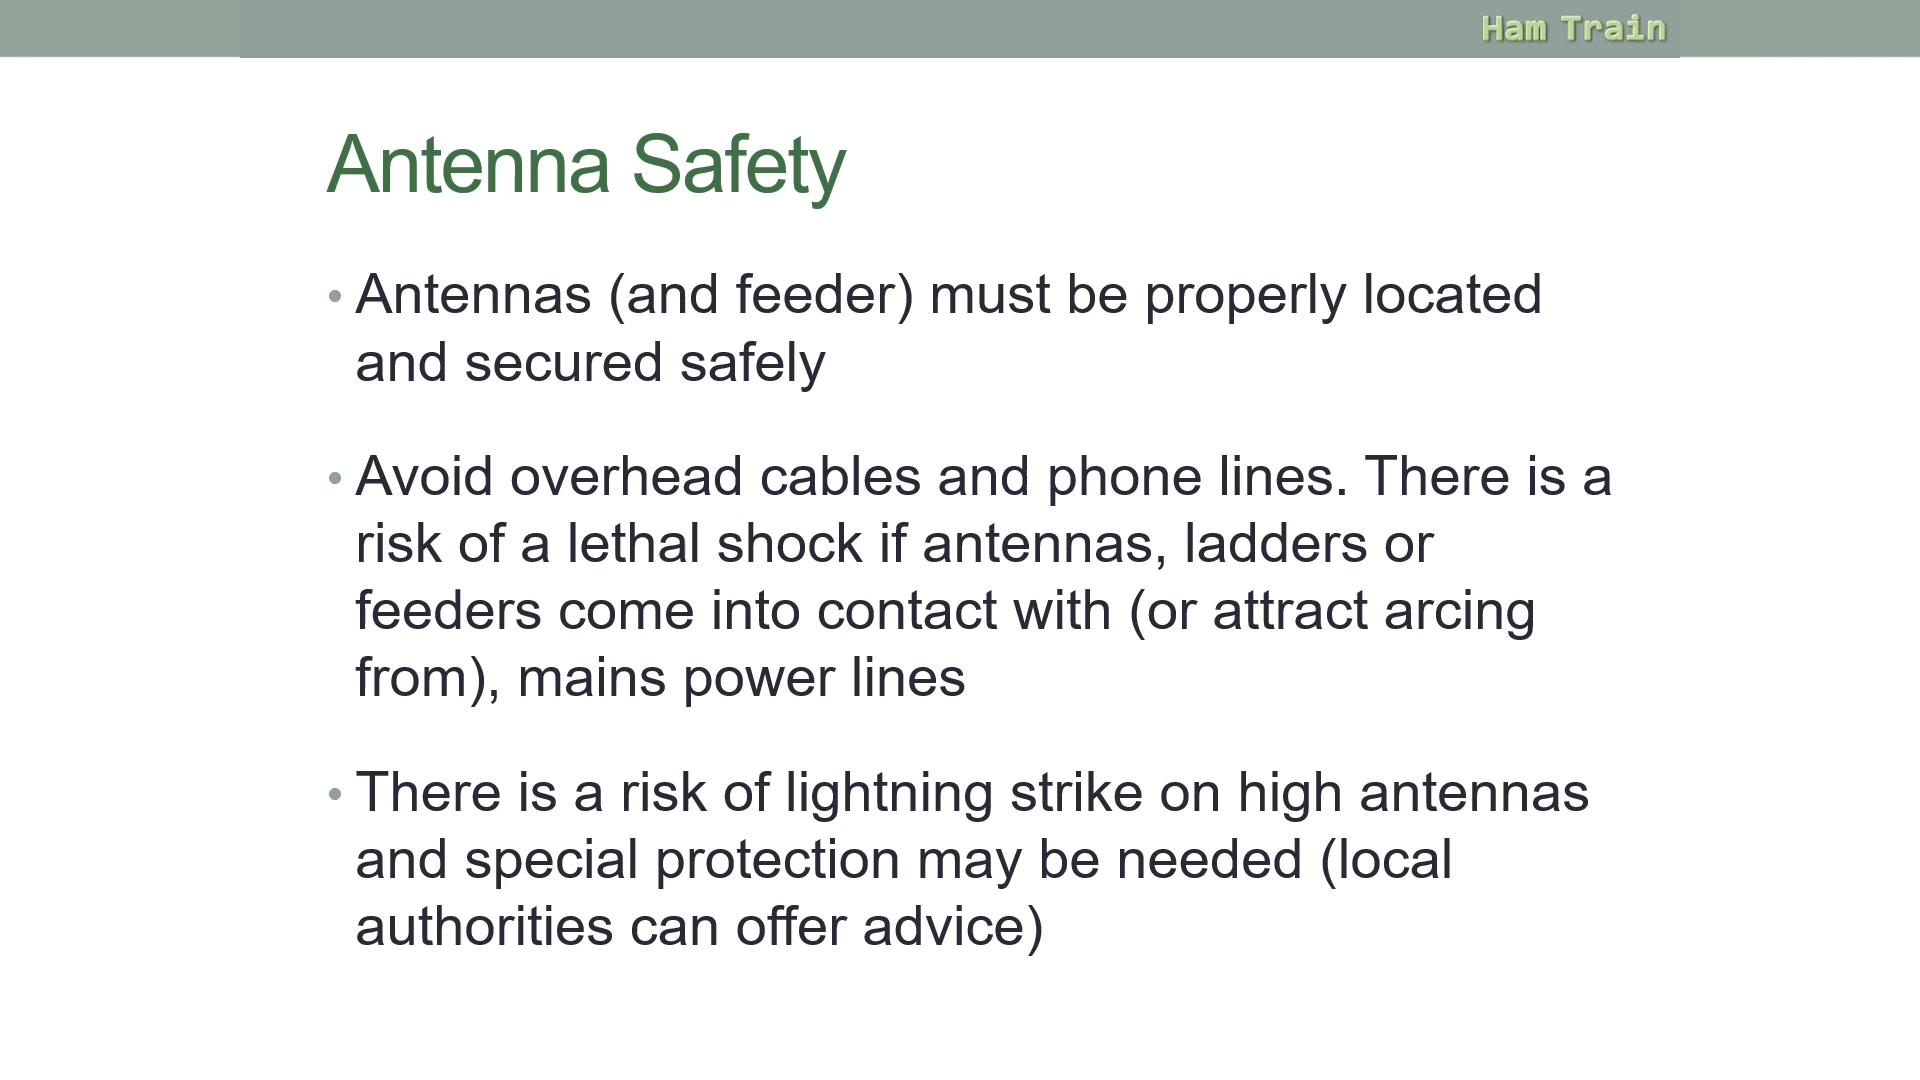 Ham Train
Antenna Safety
• Antennas (and feeder) must be properly located
and secured safely
• Avoid overhead cables and phone lines. There is a
risk of a lethal shock if antennas, ladders or
feeders come into contact with (or attract arcing
from), mains power lines
• There is a risk of lightning strike on high antennas
and special protection may be needed (local
authorities can offer advice)